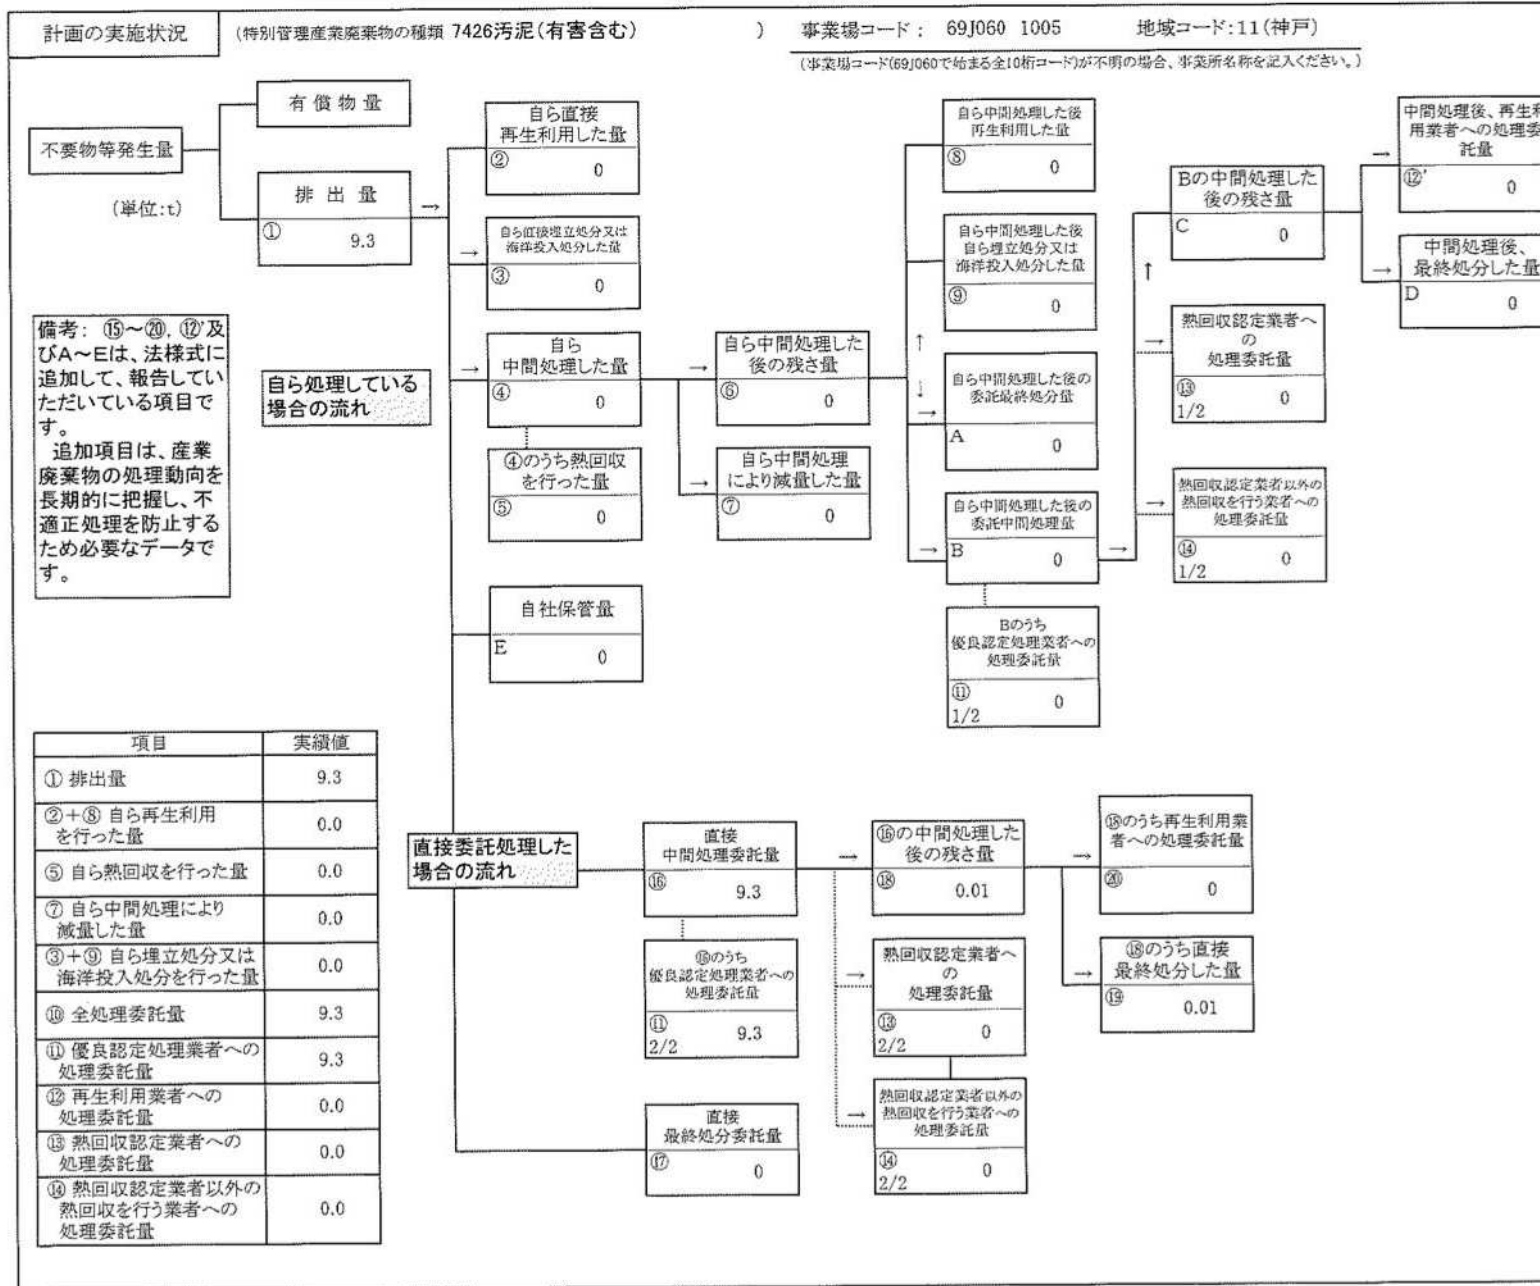 計画の実施状況
(特別管理産業廃棄物の種類 7426汚泥(有害含む) )
事業場コード： 69J060 1005 地域コード:11(神戸)
(事業場コード(69J060で始まる全10桁コード)が不明の場合、事業所名称を記入ください。)
不要物等発生量
(単位:t)
有償物量
排出量
① 9.3
→
自ら直接
再生利用した量
② 0
→
自ら直接埋立処分又は
海洋投入処分した量
③ 0
→
自ら
中間処理した量
④ 0
④のうち熱回収
を行った量
⑤ 0
自社保管量
E 0
→
自ら中間処理した
後の残さ量
⑥ 0
→
自ら中間処理
により減量した量
⑦ 0
自ら中間処理した後
再生利用した量
⑧ 0
自ら中間処理した後
自ら埋立処分又は
海洋投入処分した量
⑨ 0
↑
↓
→
自ら中間処理した後の
委託最終処分量
A 0
→
自ら中間処理した後の
委託中間処理量
B 0
→
Bのうち
優良認定処理業者への
処理委託量
⑪
1/2 0
↑
Bの中間処理した
後の残さ量
C 0
→
熱回収認定業者へ
の
処理委託量
⑬
1/2 0
→
熱回収認定業者以外の
熱回収を行う業者への
処理委託量
⑭
1/2 0
→
中間処理後、再生利
用業者への処理委
託量
⑫' 0
→
中間処理後、
最終処分した量
D 0
備考: ⑮～⑳, ⑫'及
びA～Eは、法様式に
追加して、報告してい
ただいている項目で
す。
追加項目は、産業
廃棄物の処理動向を
長期的に把握し、不
適正処理を防止する
ため必要なデータで
す。
自ら処理している
場合の流れ
項目 実績値
① 排出量 9.3
②+⑧ 自ら再生利用
を行った量 0.0
⑤ 自ら熱回収を行った量 0.0
⑦ 自ら中間処理により
減量した量 0.0
③+⑨ 自ら埋立処分又は
海洋投入処分を行った量 0.0
⑩ 全処理委託量 9.3
⑪ 優良認定処理業者への
処理委託量 9.3
⑫ 再生利用業者への
処理委託量 0.0
⑬ 熱回収認定業者への
処理委託量 0.0
⑭ 熱回収認定業者以外の
熱回収を行う業者への
処理委託量 0.0
直接委託処理した
場合の流れ
直接
中間処理委託量
⑯ 9.3
⑯のうち
優良認定処理業者への
処理委託量
⑪
2/2 9.3
直接
最終処分委託量
⑰ 0
→
⑯の中間処理した
後の残さ量
⑱ 0.01
→
熱回収認定業者へ
の
処理委託量
⑬
2/2 0
→
熱回収認定業者以外の
熱回収を行う業者への
処理委託量
⑭
2/2 0
→
⑱のうち再生利用業
者への処理委託量
⑳ 0
→
⑱のうち直接
最終処分した量
⑲ 0.01